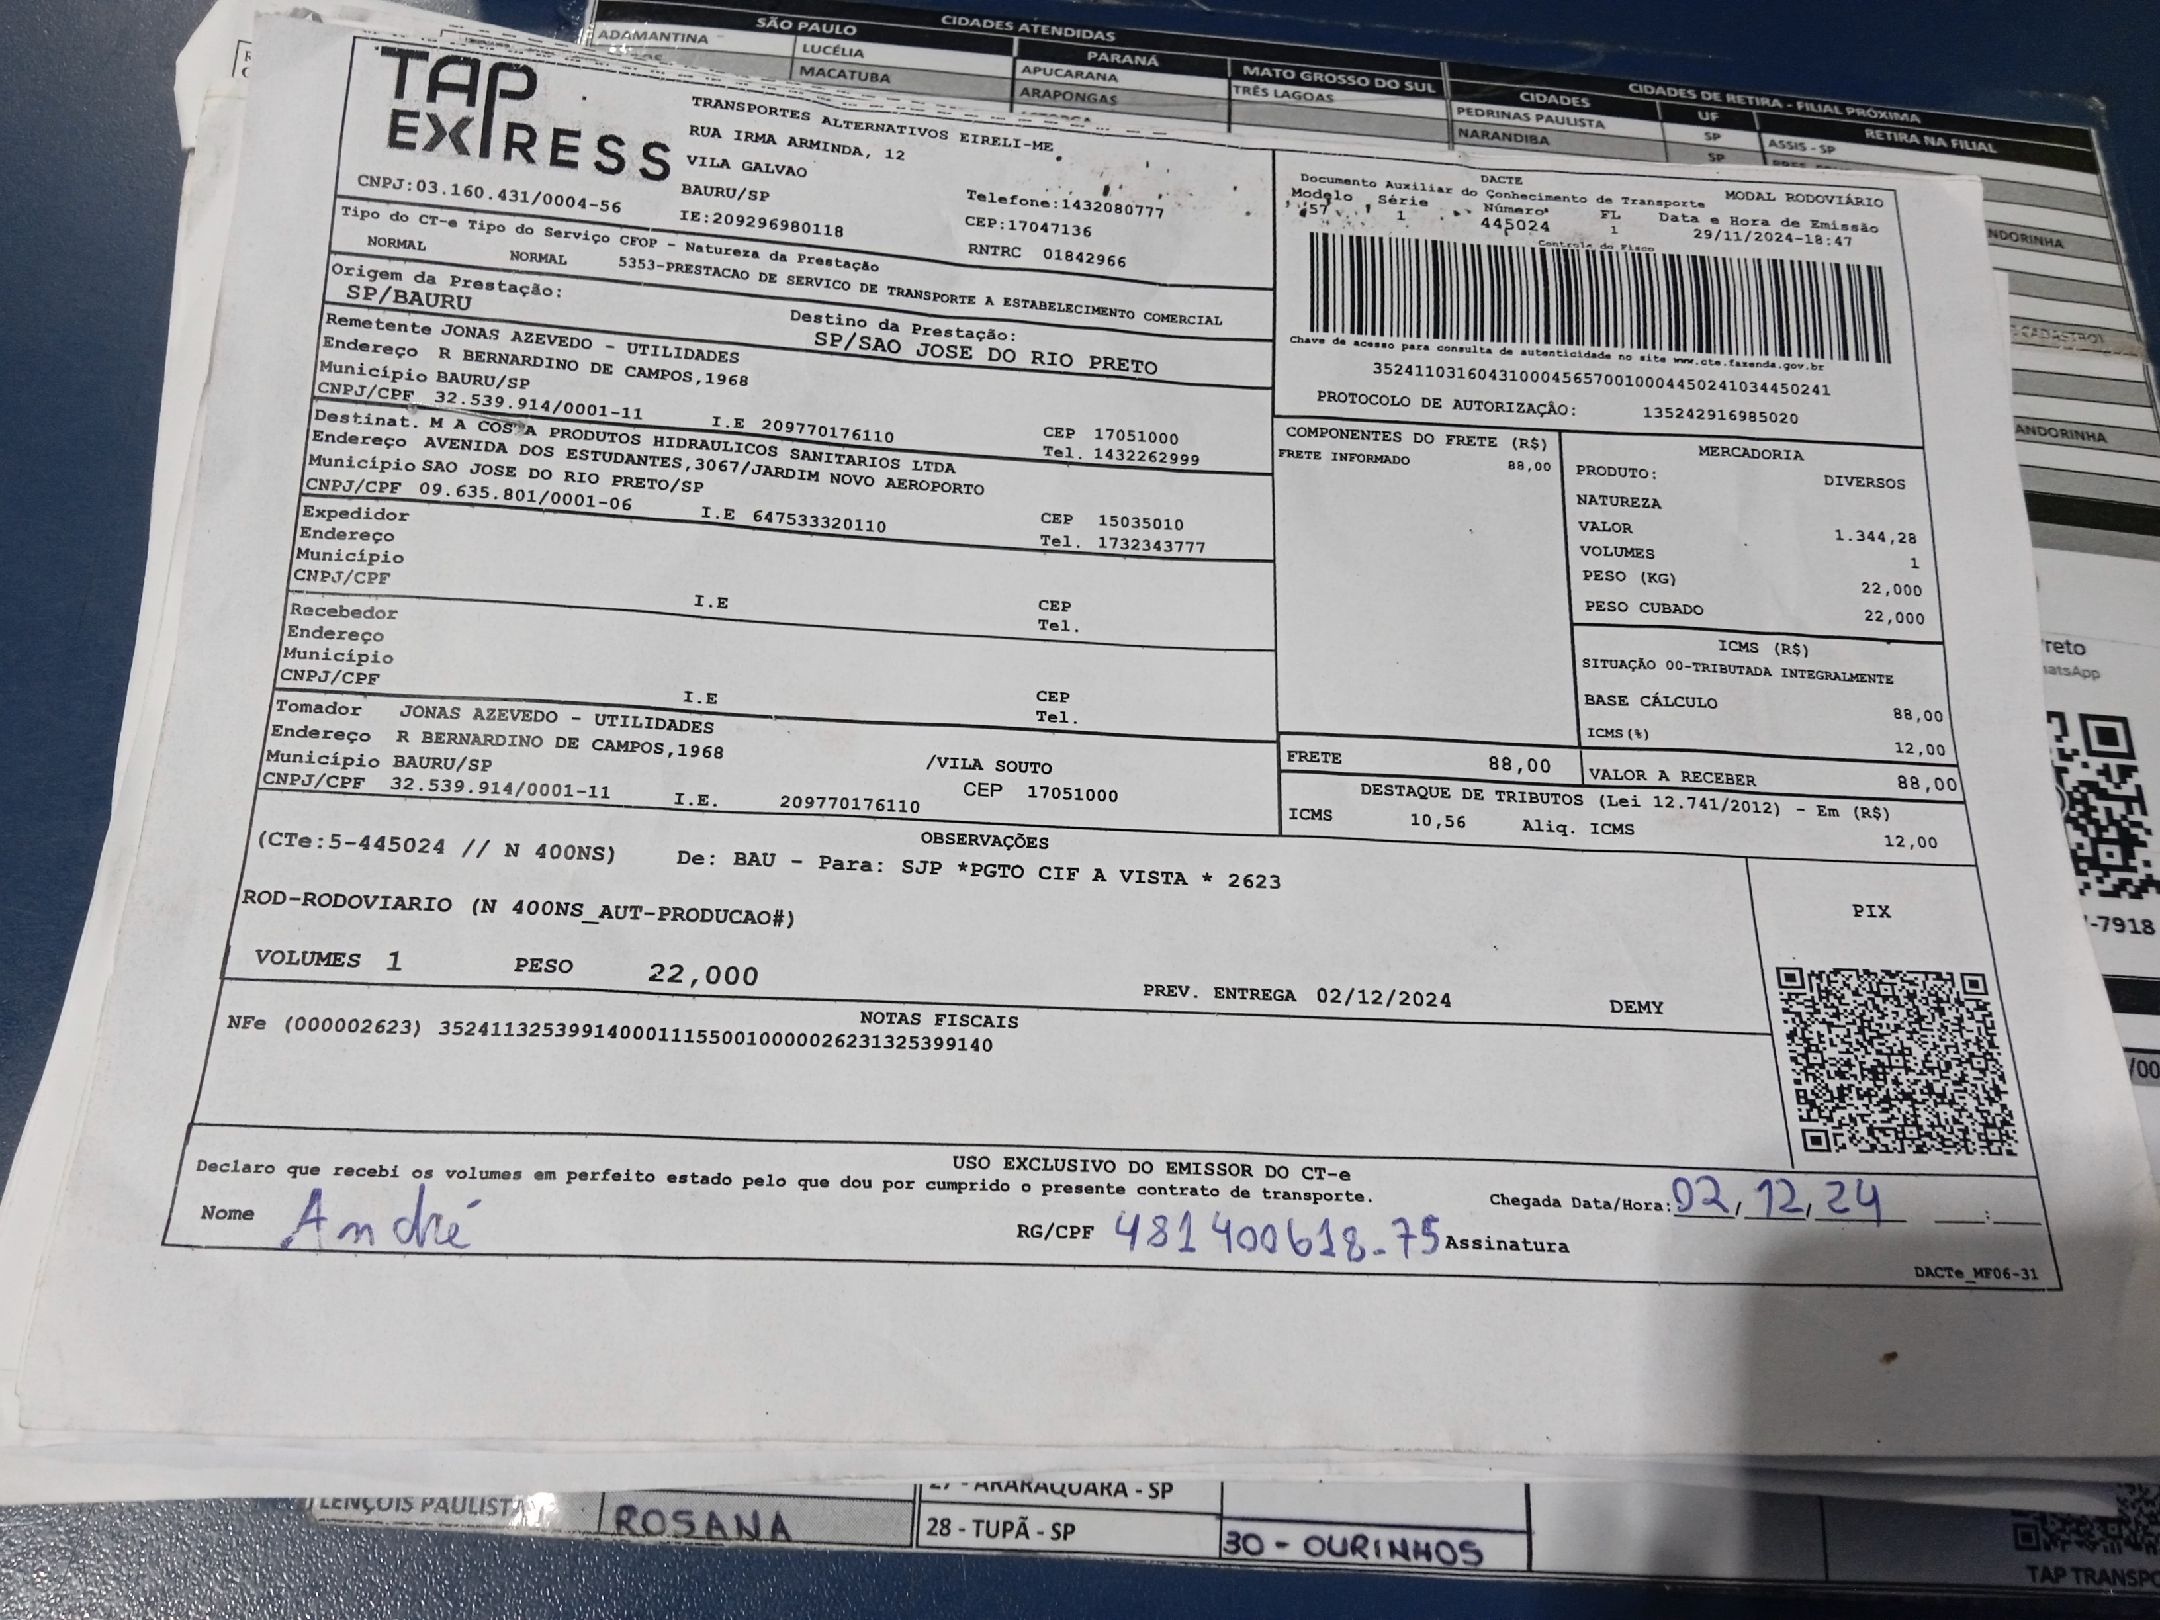 SÃO PAULO
CIDADES ATENDIDAS
ADAMANTINA
LUCÉLIA
MACATUBA
PARANÁ
APUCARANA
ARAPONGAS
MATO GROSSO DO SUL
TRÊS LAGOAS
CIDADES DE RETIRA - FILIAL PRÓXIMA
CIDADES UF RETIRA NA FILIAL
PEDRINAS PAULISTA SP ASSIS - SP
NARANDIBA SP
TAP EXPRESS
TRANSPORTES ALTERNATIVOS EIRELI-ME
RUA IRMA ARMINDA, 12
VILA GALVAO
BAURU/SP
Telefone:1432080777
CNPJ:03.160.431/0004-56
IE:209296980118
CEP:17047136
RNTRC 01842966
Tipo do CT-e Tipo do Serviço CFOP - Natureza da Prestação
NORMAL NORMAL 5353-PRESTACAO DE SERVICO DE TRANSPORTE A ESTABELECIMENTO COMERCIAL
Origem da Prestação:
SP/BAURU
Destino da Prestação:
SP/SAO JOSE DO RIO PRETO
DACTE
Documento Auxiliar do Conhecimento de Transporte
MODAL RODOVIÁRIO
Modelo Série Número FL Data e Hora de Emissão
57 1 445024 1 29/11/2024-18:47
Controle do Fisco
Chave de acesso para consulta de autenticidade no site www.cte.fazenda.gov.br
35241103160431000456570010004450241034450241
PROTOCOLO DE AUTORIZAÇÃO: 135242916985020
Remetente JONAS AZEVEDO - UTILIDADES
Endereço R BERNARDINO DE CAMPOS,1968
Município BAURU/SP
CNPJ/CPF 32.539.914/0001-11 I.E 209770176110
CEP 17051000
Tel. 1432262999
Destinat. M A COSTA PRODUTOS HIDRAULICOS SANITARIOS LTDA
Endereço AVENIDA DOS ESTUDANTES,3067/JARDIM NOVO AEROPORTO
Município SAO JOSE DO RIO PRETO/SP
CNPJ/CPF 09.635.801/0001-06 I.E 647533320110
CEP 15035010
Tel. 1732343777
Expedidor
Endereço
Município
CNPJ/CPF I.E CEP
Tel.
Recebedor
Endereço
Município
CNPJ/CPF I.E CEP
Tel.
Tomador JONAS AZEVEDO - UTILIDADES
Endereço R BERNARDINO DE CAMPOS,1968 /VILA SOUTO
Município BAURU/SP CEP 17051000
CNPJ/CPF 32.539.914/0001-11 I.E. 209770176110
COMPONENTES DO FRETE (R$)
FRETE INFORMADO 88,00
MERCADORIA
PRODUTO: DIVERSOS
NATUREZA
VALOR 1.344,28
VOLUMES 1
PESO (KG) 22,000
PESO CUBADO 22,000
ICMS (R$)
SITUAÇÃO 00-TRIBUTADA INTEGRALMENTE
BASE CÁLCULO 88,00
ICMS(%) 12,00
FRETE 88,00 VALOR A RECEBER 88,00
DESTAQUE DE TRIBUTOS (Lei 12.741/2012) - Em (R$)
ICMS 10,56 Aliq. ICMS 12,00
OBSERVAÇÕES
(CTe:5-445024 // N 400NS) De: BAU - Para: SJP *PGTO CIF A VISTA * 2623
ROD-RODOVIARIO (N 400NS_AUT-PRODUCAO#)
PIX
VOLUMES 1 PESO 22,000
PREV. ENTREGA 02/12/2024 DEMY
NOTAS FISCAIS
NFe (000002623) 35241132539914000111550010000026231325399140
USO EXCLUSIVO DO EMISSOR DO CT-e
Declaro que recebi os volumes em perfeito estado pelo que dou por cumprido o presente contrato de transporte.
Chegada Data/Hora: 02, 12, 24 :
Nome André RG/CPF 481400618-75 Assinatura
DACTe_MF06-31
NDORINHA
ANDORINHA
reto
-7918
/00
LENÇÓIS PAULISTA
ROSANA
27 - ARARAQUARA - SP
28 - TUPÃ - SP
30 - OURINHOS
TAP TRANSPO